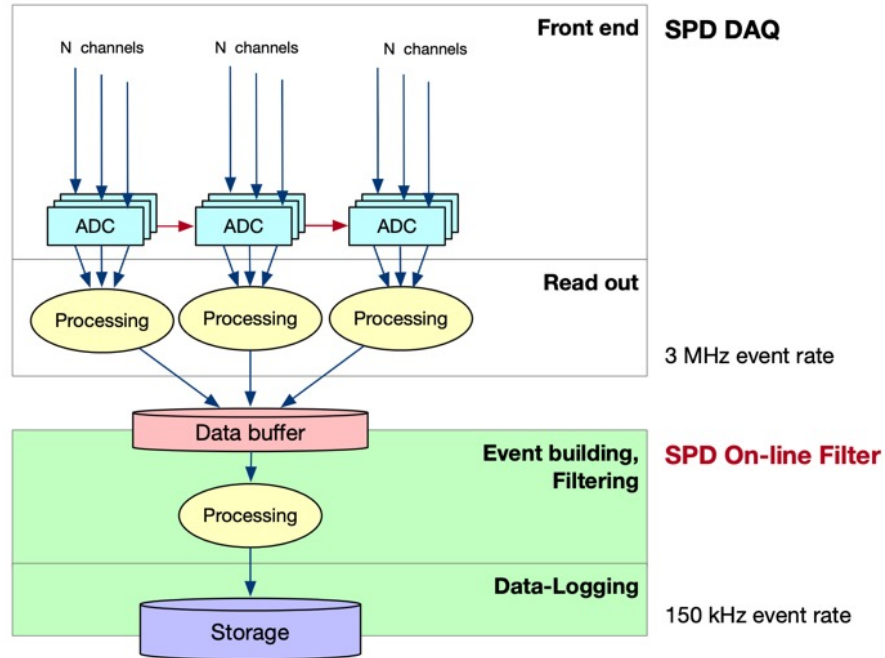 Front end
SPD DAQ
N channels
N channels
N channels
ADC
ADC
ADC
Read out
Processing
Processing
Processing
3 MHz event rate
Data buffer
Event building,
Filtering
SPD On-line Filter
Processing
Data-Logging
150 kHz event rate
Storage